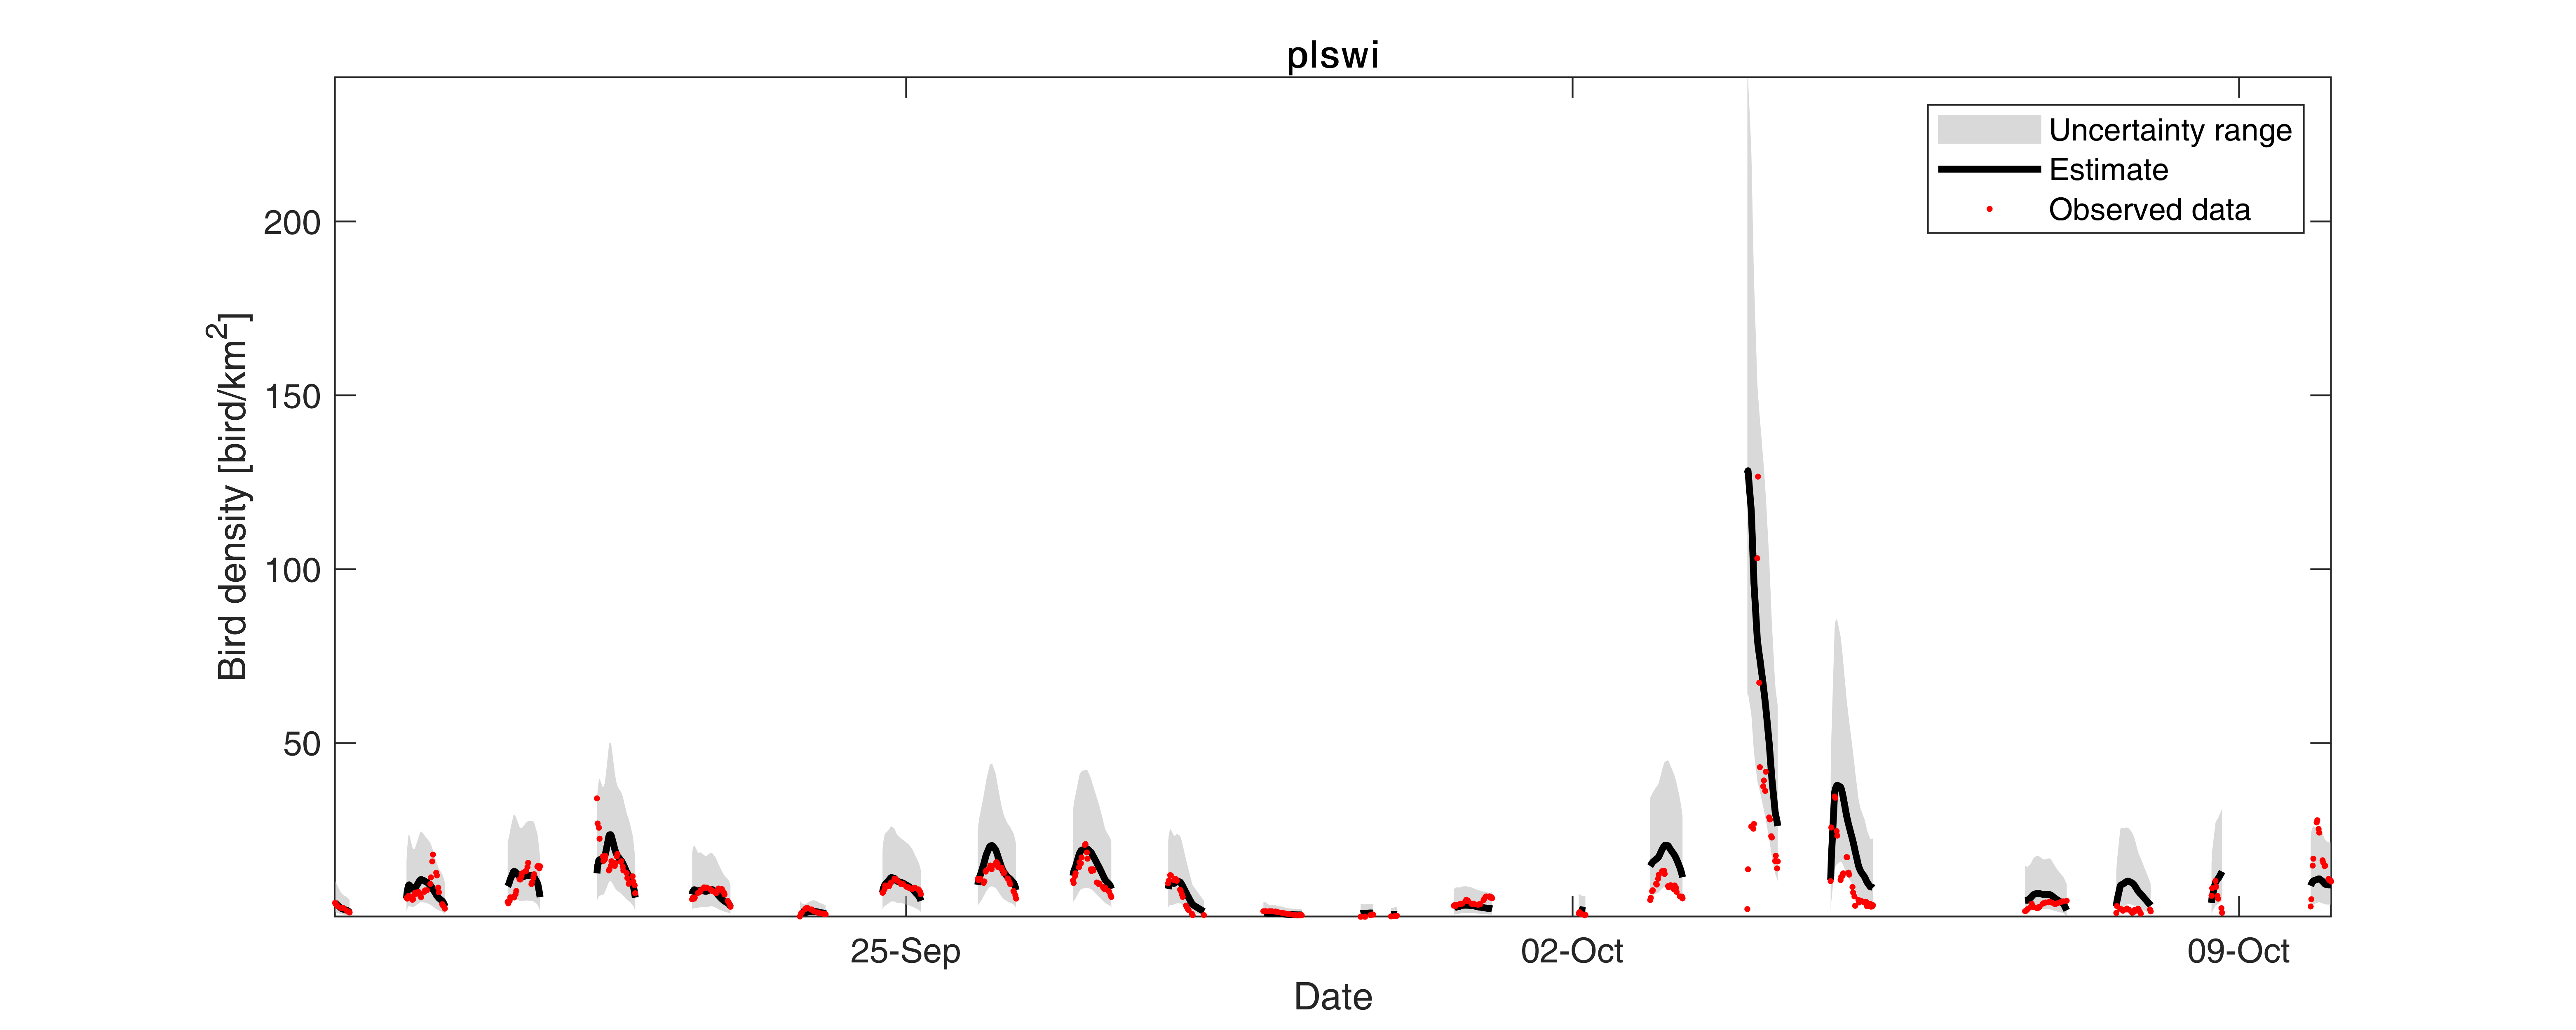 plswi
Uncertainty range
Estimate
Observed data
200
150
100
50
Bird density [bird/km²]
25-Sep
02-Oct
09-Oct
Date